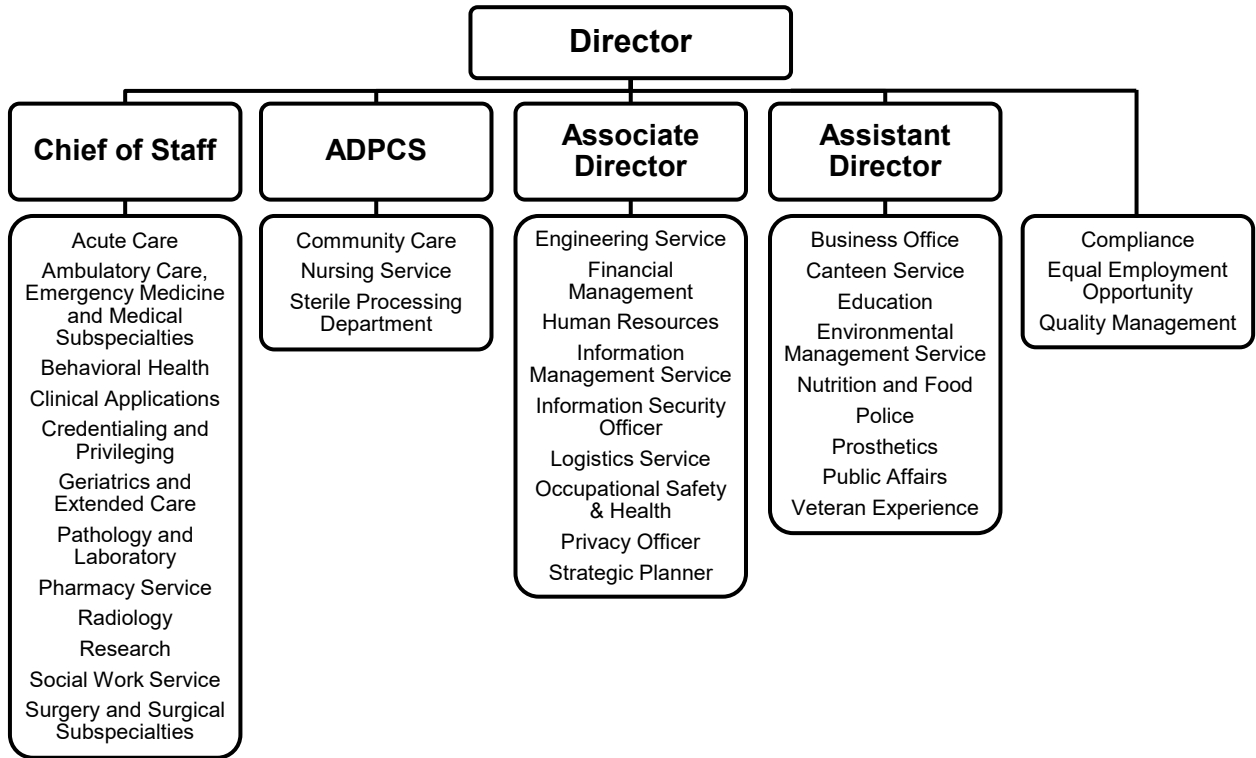 Director
Chief of Staff
ADPCS
Associate
Director
Assistant
Director
Acute Care
Ambulatory Care,
Emergency Medicine
and Medical
Subspecialties
Behavioral Health
Clinical Applications
Credentialing and
Privileging
Geriatrics and
Extended Care
Pathology and
Laboratory
Pharmacy Service
Radiology
Research
Social Work Service
Surgery and Surgical
Subspecialties
Community Care
Nursing Service
Sterile Processing
Department
Engineering Service
Financial
Management
Human Resources
Information
Management Service
Information Security
Officer
Logistics Service
Occupational Safety
& Health
Privacy Officer
Strategic Planner
Business Office
Canteen Service
Education
Environmental
Management Service
Nutrition and Food
Police
Prosthetics
Public Affairs
Veteran Experience
Compliance
Equal Employment
Opportunity
Quality Management